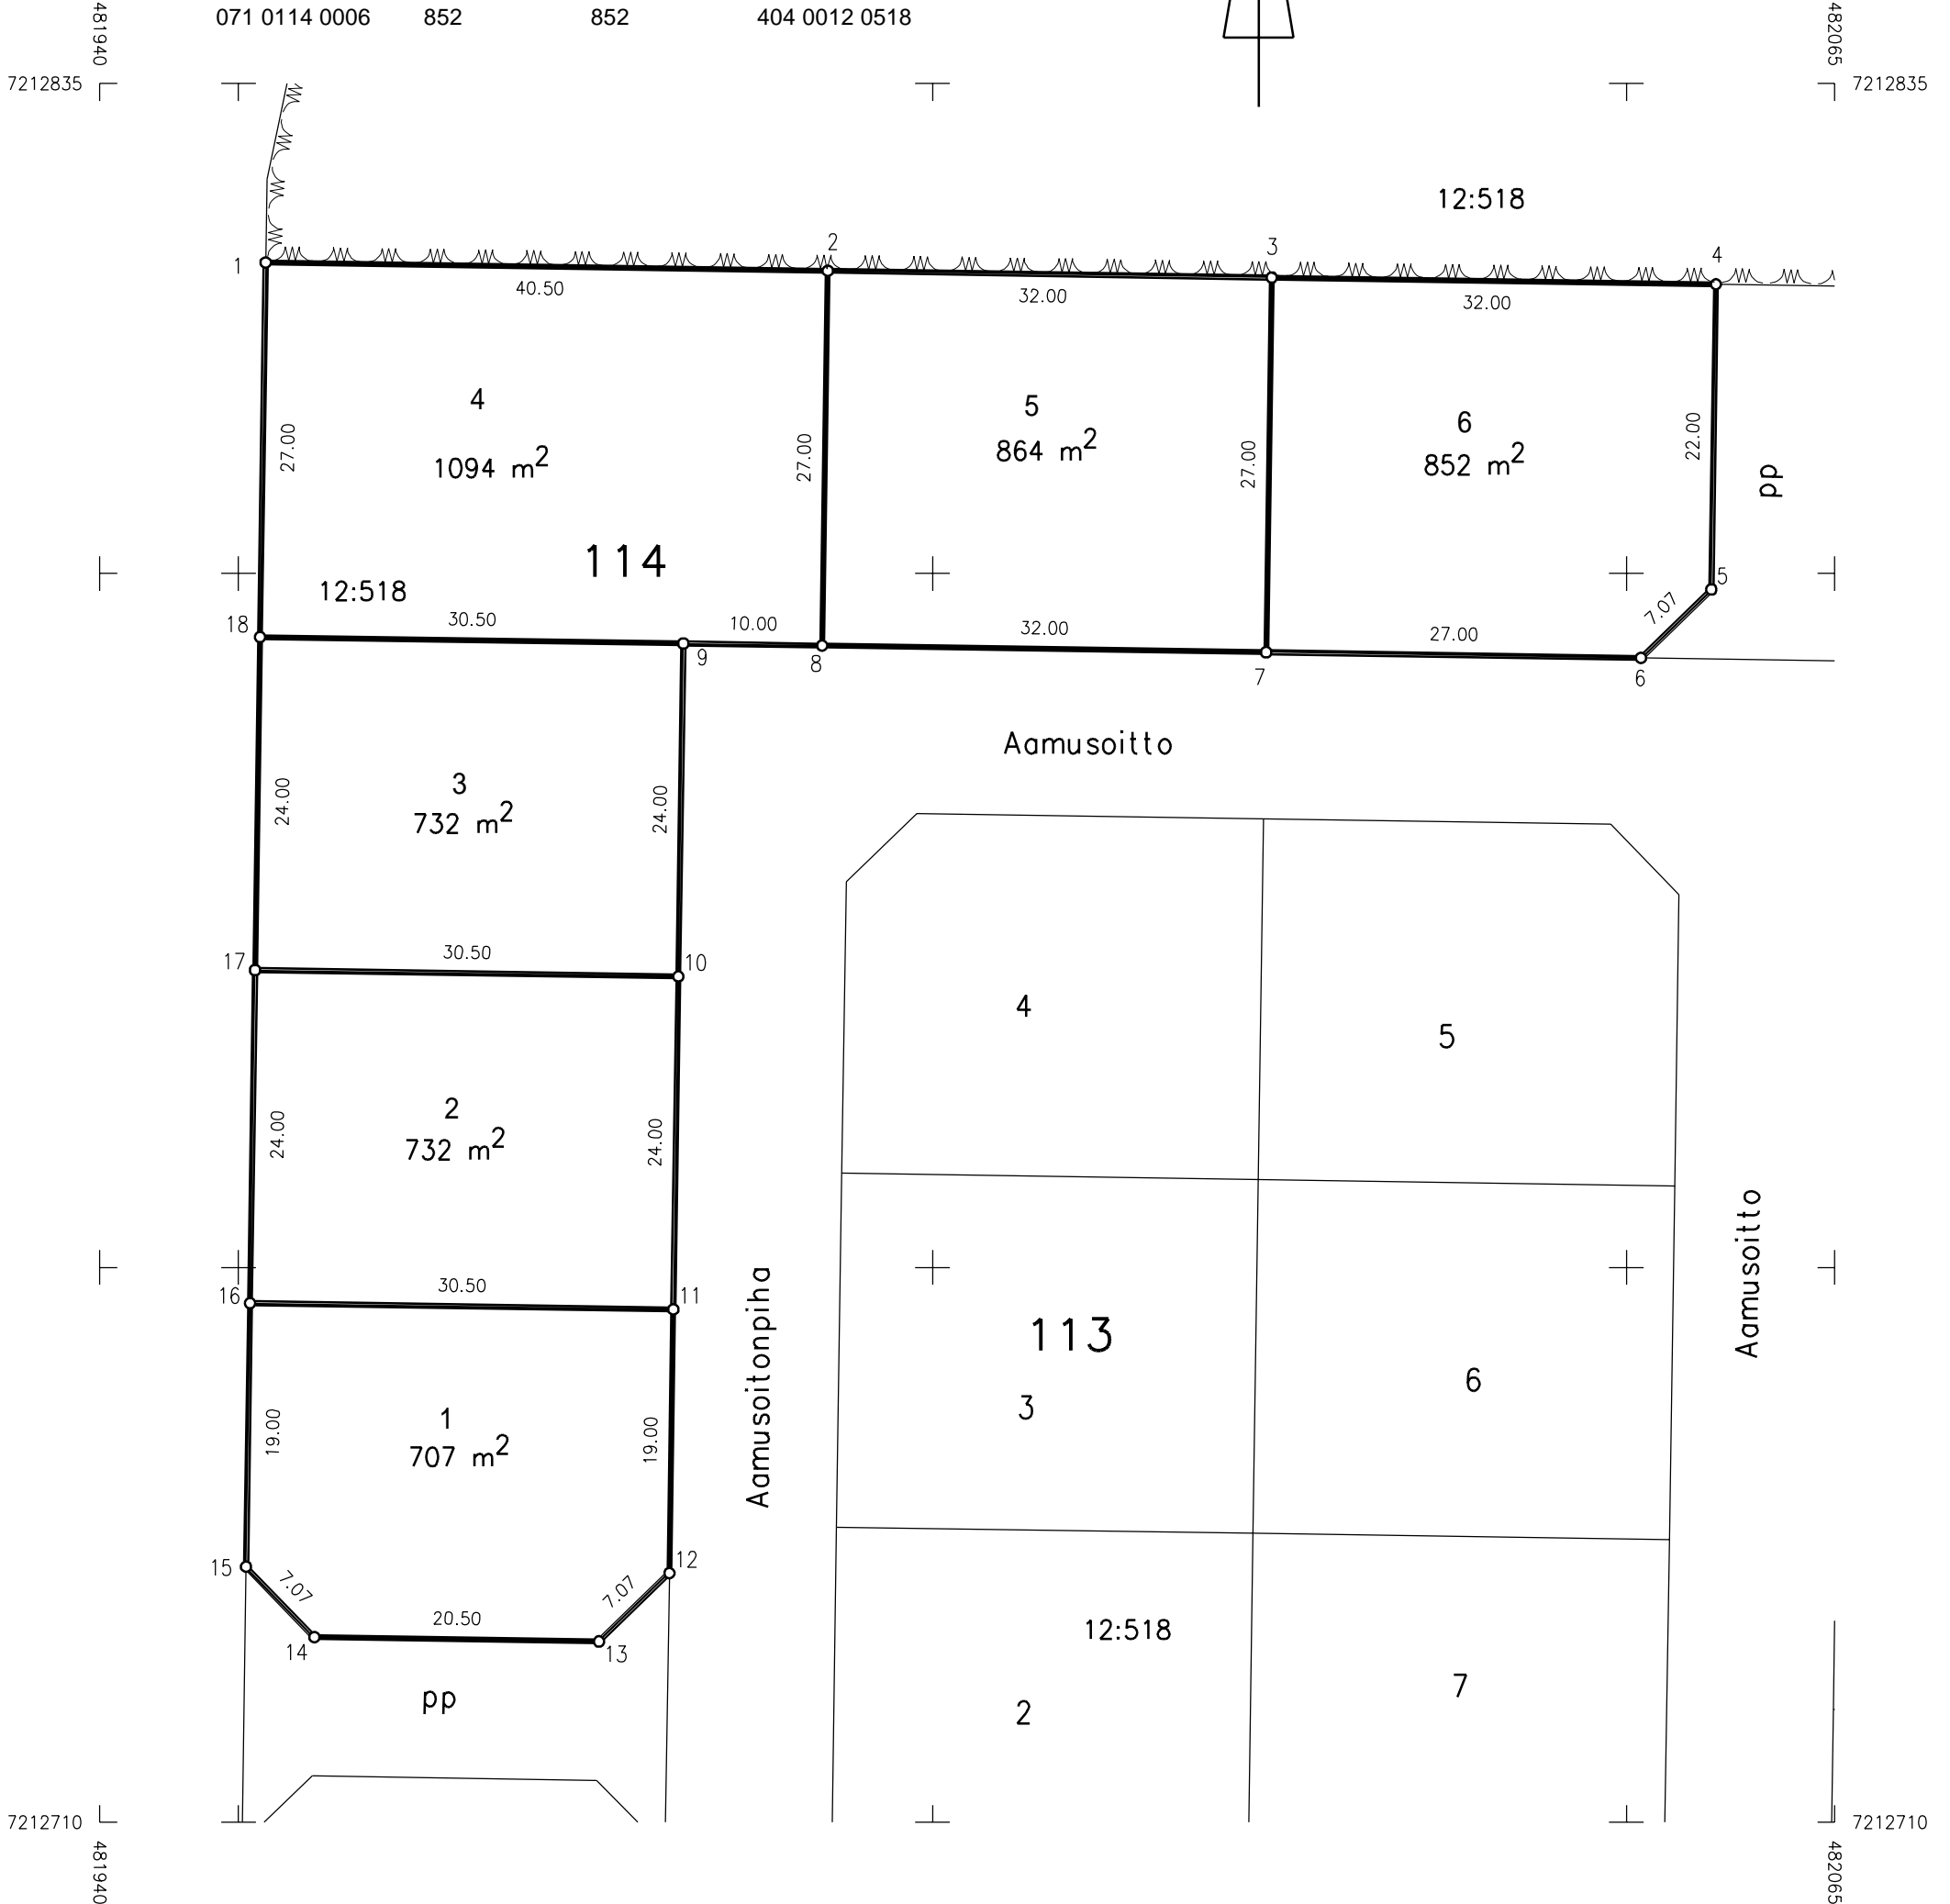 071 0114 0006 852 852 404 0012 0518
481940 482065
7212835 7212835
12:518
1 2 3 4
40.50 32.00 32.00
4 5 6
1094 m2 864 m2 852 m2
27.00 27.00 27.00 22.00
pp
114
12:518
5
7.07
18 30.50 10.00 32.00 27.00
9 8 7 6
Aamusoitto
3
732 m2
24.00 24.00
17 30.50 10
4 5
2
732 m2
24.00 24.00
Aamusoitto
16 30.50 11
Aamusoitonpiha
113
3 6
1
707 m2
19.00 19.00
15 12
7.07 7.07
20.50
14 13
12:518
pp
2 7
7212710 7212710
481940 482065